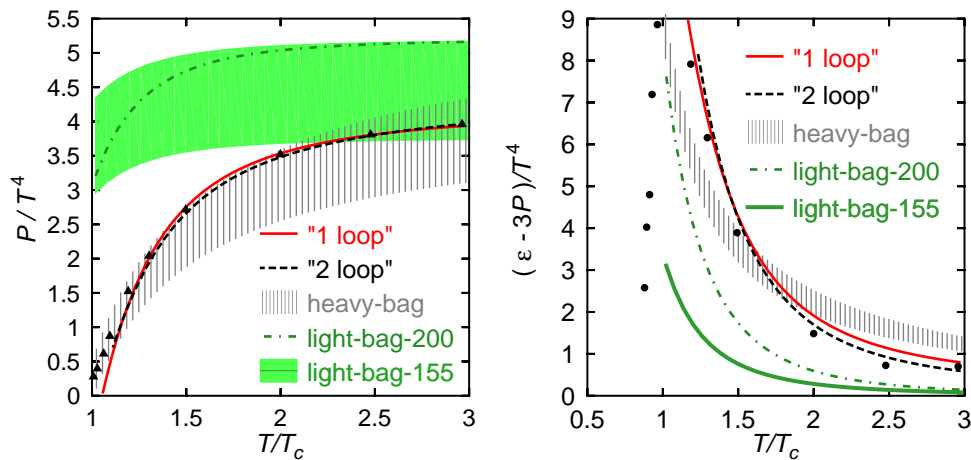 5.5
5
4.5
4
3.5
3
2.5
2
1.5
1
0.5
0
P / T⁴
1
1.5
2
2.5
3
T/T_c
"1 loop"
"2 loop"
heavy-bag
light-bag-200
light-bag-155
9
8
7
6
5
4
3
2
1
0
( ε - 3P )/T⁴
0.5
1
1.5
2
2.5
3
T/T_c
"1 loop"
"2 loop"
heavy-bag
light-bag-200
light-bag-155